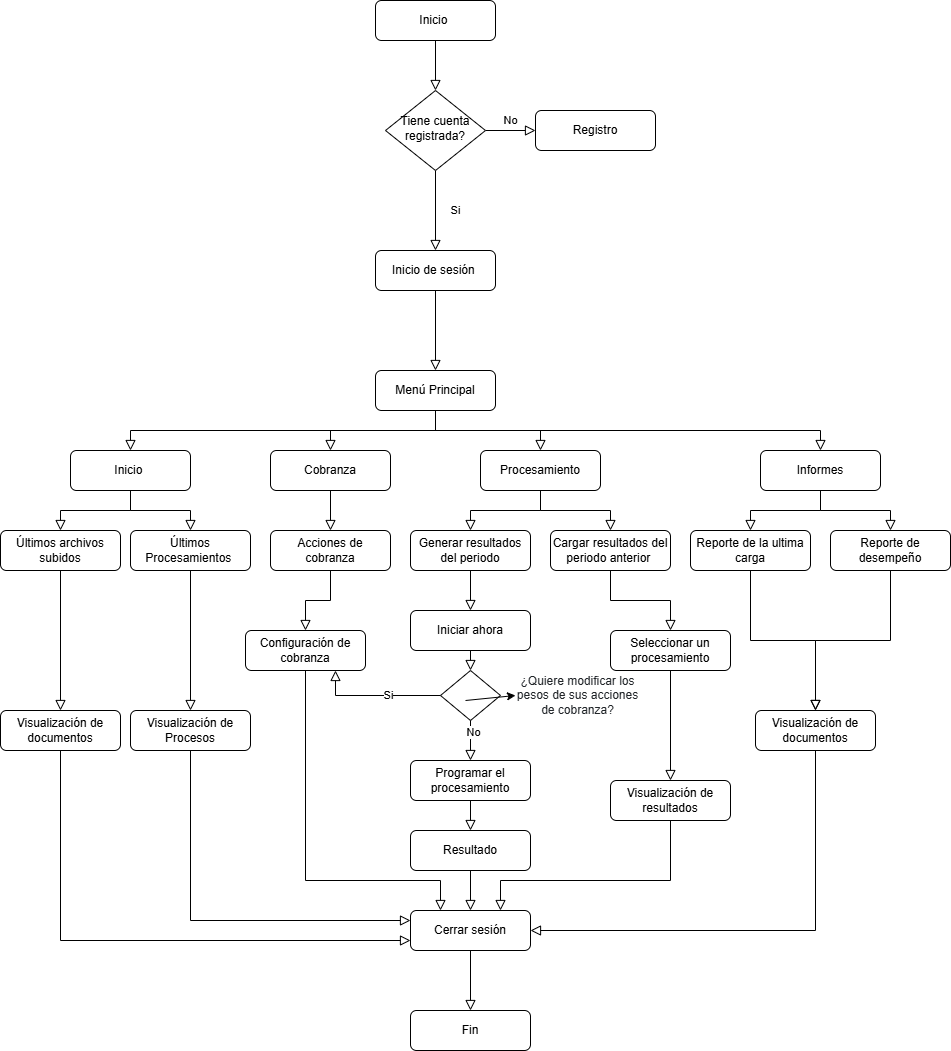 Inicio
Tiene cuenta
registrada?
No
Registro
Si
Inicio de sesión
Menú Principal
Inicio
Cobranza
Procesamiento
Informes
Últimos archivos
subidos
Últimos
Procesamientos
Acciones de
cobranza
Generar resultados
del periodo
Cargar resultados del
periodo anterior
Reporte de la ultima
carga
Reporte de
desempeño
Iniciar ahora
Configuración de
cobranza
Seleccionar un
procesamiento
¿Quiere modificar los
pesos de sus acciones
de cobranza?
Si
No
Visualización de
documentos
Visualización de
Procesos
Visualización de
documentos
Programar el
procesamiento
Visualización de
resultados
Resultado
Cerrar sesión
Fin